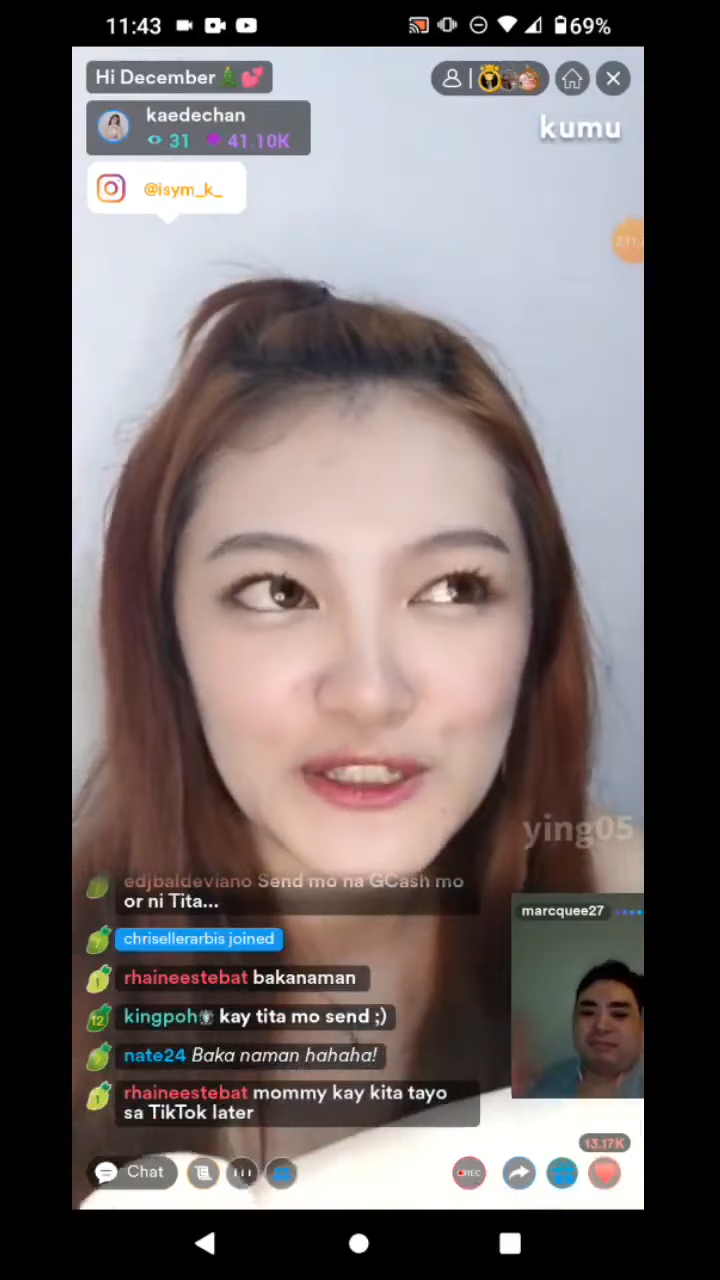 11:43
69%
Hi December🎄💕
kaedechan
31 41.10K
kumu
@isym_k_
ying05
edjbaldeviano Send mo na GCash mo
or ni Tita...
marcquee27
chrisellerarbis joined
rhaineestebat bakanaman
kingpoh kay tita mo send ;)
nate24 Baka naman hahaha!
rhaineestebat mommy kay kita tayo
sa TikTok later
13.17K
Chat
REC